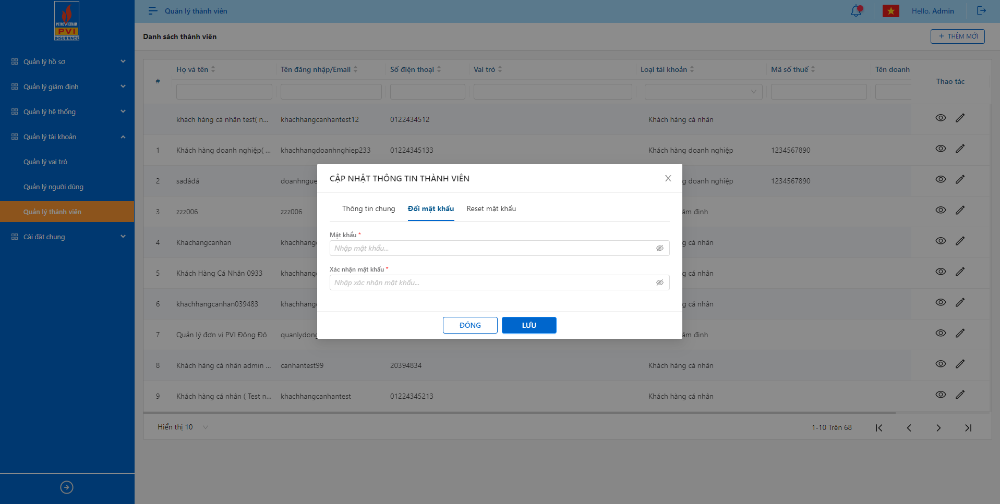 PETROVIETNAM
PVI
INSURANCE
Quản lý thành viên
Hello, Admin
Danh sách thành viên
+ THÊM MỚI
Quản lý hồ sơ
Quản lý giám định
Quản lý hệ thống
Quản lý tài khoản
Quản lý vai trò
Quản lý người dùng
Quản lý thành viên
Cài đặt chung
# Họ và tên Tên đăng nhập/Email Số điện thoại Vai trò Loại tài khoản Mã số thuế Tên doanh Thao tác
khách hàng cá nhân test( n... khachhangcanhantest12 0122434512 Khách hàng cá nhân
1 Khách hàng doanh nghiệp( ... khachhangdoanhnghiep233 01224345133 Khách hàng doanh nghiệp 1234567890
2 sadâđá doanhngue g doanh nghiệp 1234567890
3 zzz006 zzz006 ám định
4 Khachangcanhan khachhang g cá nhân
5 Khách Hàng Cá Nhân 0933 khachhang g cá nhân
6 khachhangcanhan039483 khachhang g cá nhân
7 Quản lý đơn vị PVI Đông Đô quanlydong ám định
8 Khách hàng cá nhân admin ... canhantest99 20394834 Khách hàng cá nhân
9 Khách hàng cá nhân ( Test n... khachhangcanhantest 01224345213 Khách hàng cá nhân
Hiển thị 10
1-10 Trên 68
CẬP NHẬT THÔNG TIN THÀNH VIÊN
Thông tin chung Đổi mật khẩu Reset mật khẩu
Mật khẩu *
Nhập mật khẩu...
Xác nhận mật khẩu *
Nhập xác nhận mật khẩu...
ĐÓNG LƯU